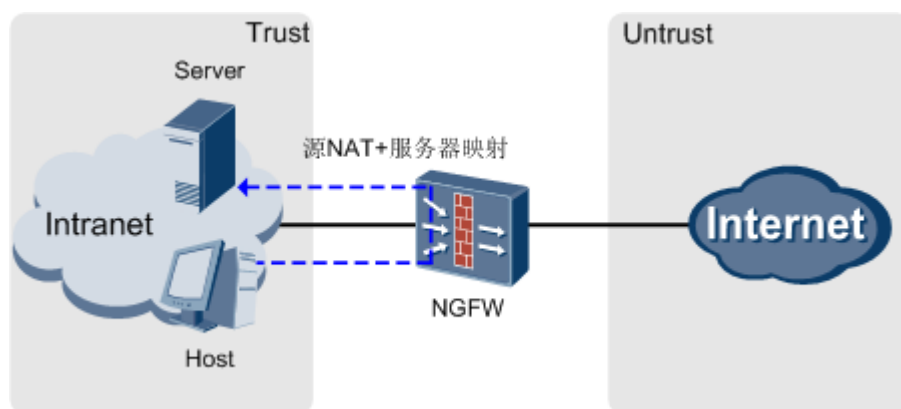 Trust
Untrust
Server
源NAT+服务器映射
Intranet
Internet
NGFW
Host